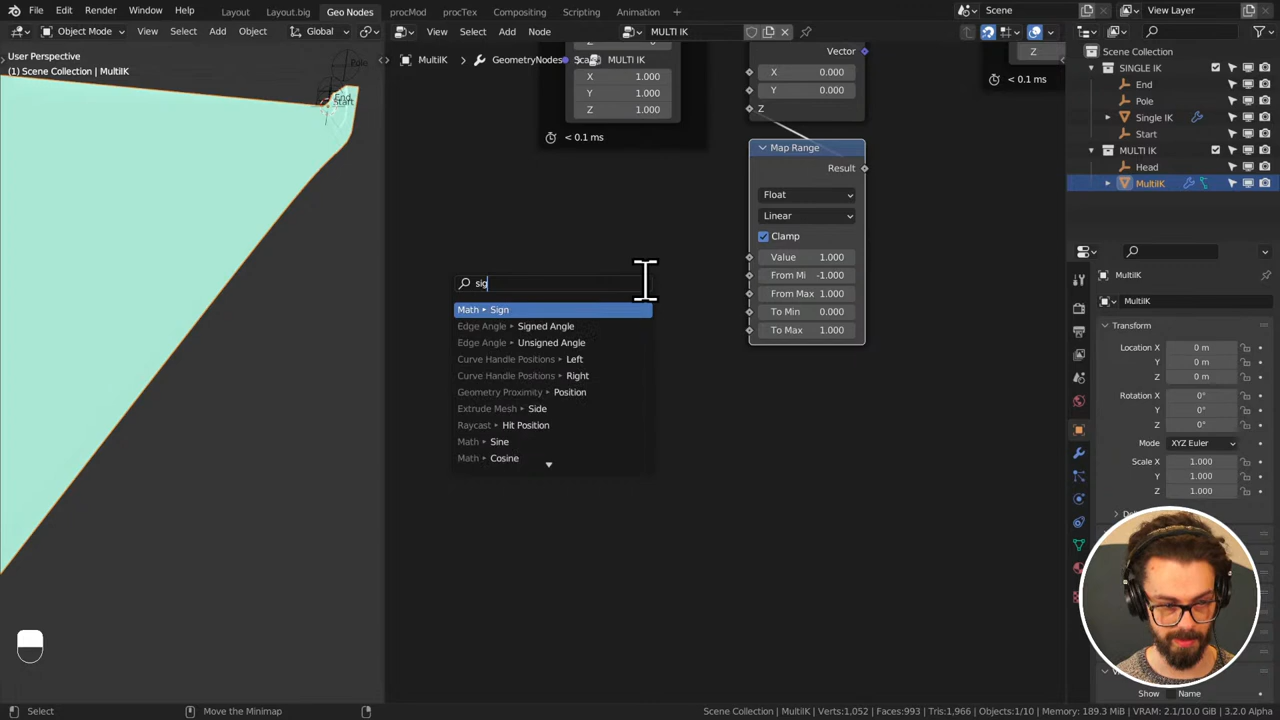 File Edit Render Window Help Layout Layout.big Geo Nodes procMod procTex Compositing Scripting Animation + Scene View Layer
Object Mode View Select Add Object Global View Select Add Node MULTI IK
User Perspective
(1) Scene Collection | MultiIK
MultiIK GeometryNodes MULTI IK
Scale
X 1.000
Y 1.000
Z 1.000
< 0.1 ms
Vector
X 0.000
Y 0.000
Z
Z
< 0.1 ms
Pole
End
Start
Map Range
Result
Float
Linear
Clamp
Value 1.000
From Mi -1.000
From Max 1.000
To Min 0.000
To Max 1.000
sig
Math ▸ Sign
Edge Angle ▸ Signed Angle
Edge Angle ▸ Unsigned Angle
Curve Handle Positions ▸ Left
Curve Handle Positions ▸ Right
Geometry Proximity ▸ Position
Extrude Mesh ▸ Side
Raycast ▸ Hit Position
Math ▸ Sine
Math ▸ Cosine
Scene Collection
SINGLE IK
End
Pole
Single IK
Start
MULTI IK
Head
MultiIK
MultiIK
MultiIK
Transform
Location X 0 m
Y 0 m
Z 0 m
Rotation X 0°
Y 0°
Z 0°
Mode XYZ Euler
Scale X 1.000
Y 1.000
Z 1.000
Show Name
Select Move the Minimap Scene Collection | MultiIK | Verts:1,052 | Faces:993 | Tris:1,966 | Objects:1/10 | Memory: 189.3 MiB | VRAM: 2.1/10.0 GiB | 3.2.0 Alpha